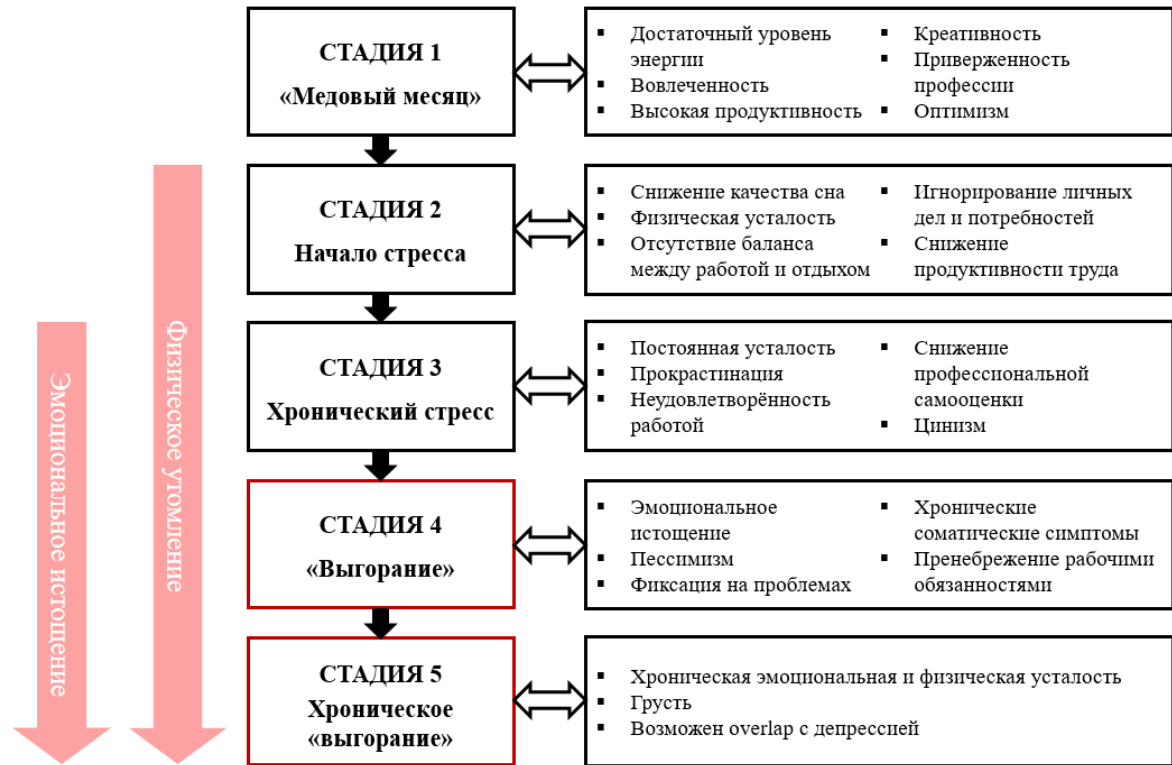 СТАДИЯ 1
«Медовый месяц»
▪ Достаточный уровень
энергии
▪ Вовлеченность
▪ Высокая продуктивность
▪ Креативность
▪ Приверженность
профессии
▪ Оптимизм
СТАДИЯ 2
Начало стресса
▪ Снижение качества сна
▪ Физическая усталость
▪ Отсутствие баланса
между работой и отдыхом
▪ Игнорирование личных
дел и потребностей
▪ Снижение
продуктивности труда
СТАДИЯ 3
Хронический стресс
▪ Постоянная усталость
▪ Прокрастинация
▪ Неудовлетворённость
работой
▪ Снижение
профессиональной
самооценки
▪ Цинизм
СТАДИЯ 4
«Выгорание»
▪ Эмоциональное
истощение
▪ Пессимизм
▪ Фиксация на проблемах
▪ Хронические
соматические симптомы
▪ Пренебрежение рабочими
обязанностями
СТАДИЯ 5
Хроническое
«выгорание»
▪ Хроническая эмоциональная и физическая усталость
▪ Грусть
▪ Возможен overlap с депрессией
Эмоциональное истощение
Физическое утомление